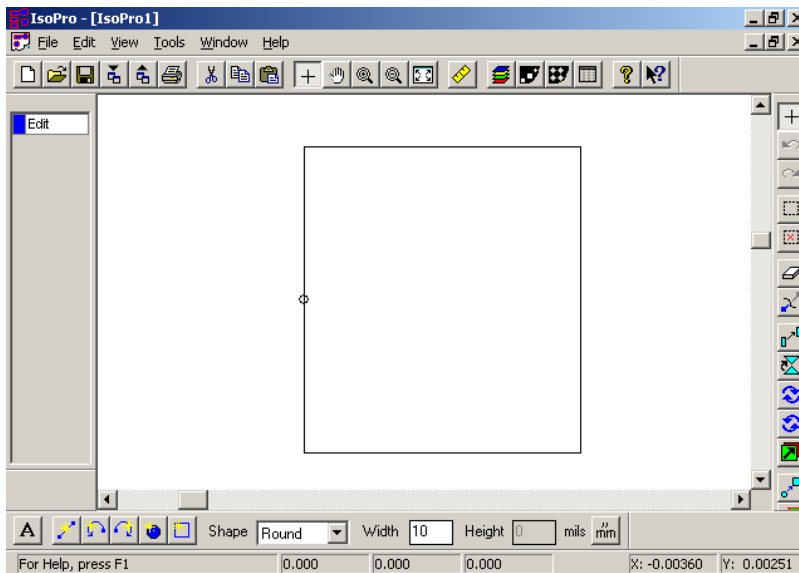 IsoPro - [IsoPro1]
File Edit View Tools Window Help
Edit
A Shape Round Width 10 Height 0 mils mm
For Help, press F1 0.000 0.000 0.000 X: -0.00360 Y: 0.00251